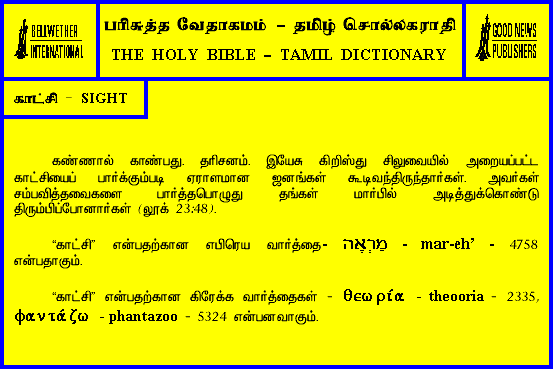 BELLWETHER
INTERNATIONAL
பரிசுத்த வேதாகமம் – தமிழ் சொல்லகராதி
THE HOLY BIBLE – TAMIL DICTIONARY
GOOD NEWS
PUBLISHERS
காட்சி - SIGHT
கண்ணால் காண்பது. தரிசனம். இயேசு கிறிஸ்து சிலுவையில் அறையப்பட்ட
காட்சியைப் பார்க்கும்படி ஏராளமான ஜனங்கள் கூடிவந்திருந்தார்கள். அவர்கள்
சம்பவித்தவைகளை பார்த்தபொழுது தங்கள் மார்பில் அடித்துக்கொண்டு
திரும்பிப்போனார்கள் (லூக் 23:48).
“காட்சி” என்பதற்கான எபிரெய வார்த்தை- מַרְאֶה - mar-eh’ - 4758
என்பதாகும்.
“காட்சி” என்பதற்கான கிரேக்க வார்த்தைகள் - θεωρία - theooria - 2335,
φαντάζω - phantazoo - 5324 என்பனவாகும்.